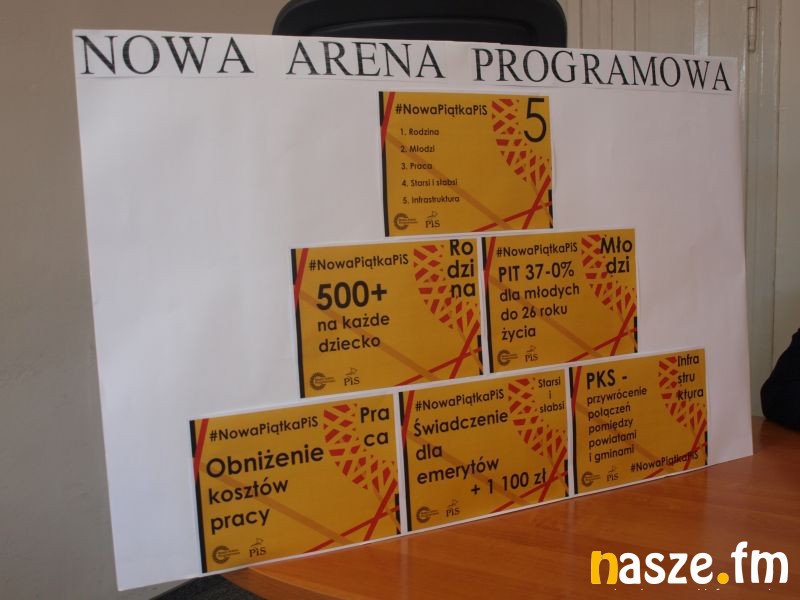 NOWA ARENA PROGRAMOWA
#NowaPiątkaPiS
5
1. Rodzina
2. Młodzi
3. Praca
4. Starsi i słabsi
5. Infrastruktura
PiS
#NowaPiątkaPiS
Ro
dzi
na
500+
na każde
dziecko
PiS
#NowaPiątkaPiS
Mło
dzi
PIT 37-0%
dla młodych
do 26 roku
życia
PiS
#NowaPiątkaPiS
Pra
ca
Obniżenie
kosztów
pracy
PiS
#NowaPiątkaPiS
Starsi
i
słabsi
Świadczenie
dla
emerytów
+ 1 100 zł
PiS
Infra
stru
ktura
PKS -
przywrócenie
połączeń
pomiędzy
powiatami
i gminami
#NowaPiątkaPiS
PiS
nasze.fm